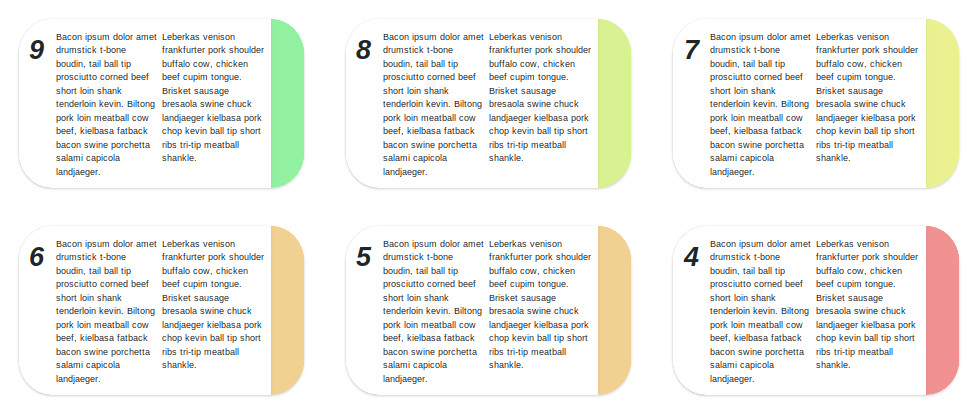 9
Bacon ipsum dolor amet
drumstick t-bone
boudin, tail ball tip
prosciutto corned beef
short loin shank
tenderloin kevin. Biltong
pork loin meatball cow
beef, kielbasa fatback
bacon swine porchetta
salami capicola
landjaeger.
Leberkas venison
frankfurter pork shoulder
buffalo cow, chicken
beef cupim tongue.
Brisket sausage
bresaola swine chuck
landjaeger kielbasa pork
chop kevin ball tip short
ribs tri-tip meatball
shankle.
8
Bacon ipsum dolor amet
drumstick t-bone
boudin, tail ball tip
prosciutto corned beef
short loin shank
tenderloin kevin. Biltong
pork loin meatball cow
beef, kielbasa fatback
bacon swine porchetta
salami capicola
landjaeger.
Leberkas venison
frankfurter pork shoulder
buffalo cow, chicken
beef cupim tongue.
Brisket sausage
bresaola swine chuck
landjaeger kielbasa pork
chop kevin ball tip short
ribs tri-tip meatball
shankle.
7
Bacon ipsum dolor amet
drumstick t-bone
boudin, tail ball tip
prosciutto corned beef
short loin shank
tenderloin kevin. Biltong
pork loin meatball cow
beef, kielbasa fatback
bacon swine porchetta
salami capicola
landjaeger.
Leberkas venison
frankfurter pork shoulder
buffalo cow, chicken
beef cupim tongue.
Brisket sausage
bresaola swine chuck
landjaeger kielbasa pork
chop kevin ball tip short
ribs tri-tip meatball
shankle.
6
Bacon ipsum dolor amet
drumstick t-bone
boudin, tail ball tip
prosciutto corned beef
short loin shank
tenderloin kevin. Biltong
pork loin meatball cow
beef, kielbasa fatback
bacon swine porchetta
salami capicola
landjaeger.
Leberkas venison
frankfurter pork shoulder
buffalo cow, chicken
beef cupim tongue.
Brisket sausage
bresaola swine chuck
landjaeger kielbasa pork
chop kevin ball tip short
ribs tri-tip meatball
shankle.
5
Bacon ipsum dolor amet
drumstick t-bone
boudin, tail ball tip
prosciutto corned beef
short loin shank
tenderloin kevin. Biltong
pork loin meatball cow
beef, kielbasa fatback
bacon swine porchetta
salami capicola
landjaeger.
Leberkas venison
frankfurter pork shoulder
buffalo cow, chicken
beef cupim tongue.
Brisket sausage
bresaola swine chuck
landjaeger kielbasa pork
chop kevin ball tip short
ribs tri-tip meatball
shankle.
4
Bacon ipsum dolor amet
drumstick t-bone
boudin, tail ball tip
prosciutto corned beef
short loin shank
tenderloin kevin. Biltong
pork loin meatball cow
beef, kielbasa fatback
bacon swine porchetta
salami capicola
landjaeger.
Leberkas venison
frankfurter pork shoulder
buffalo cow, chicken
beef cupim tongue.
Brisket sausage
bresaola swine chuck
landjaeger kielbasa pork
chop kevin ball tip short
ribs tri-tip meatball
shankle.